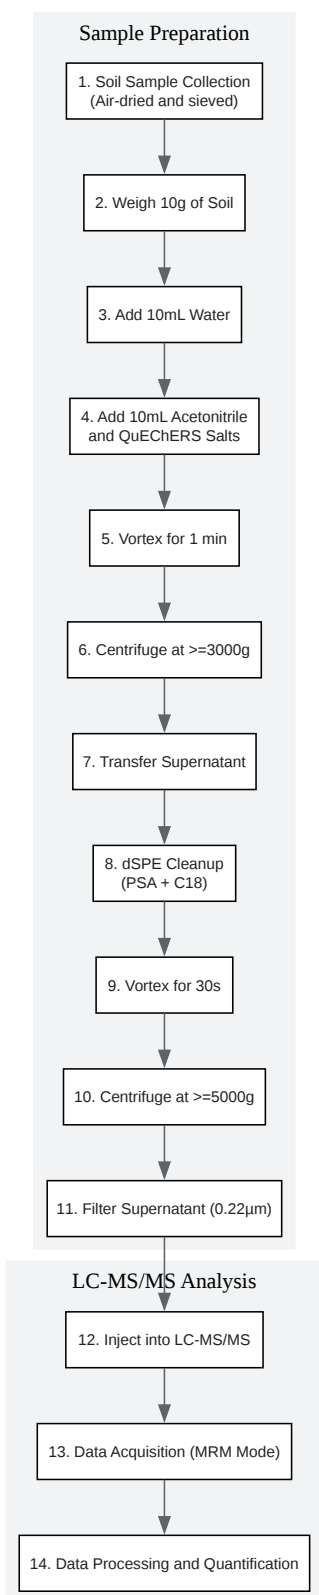 Sample Preparation
1. Soil Sample Collection
(Air-dried and sieved)
2. Weigh 10g of Soil
3. Add 10mL Water
4. Add 10mL Acetonitrile
and QuEChERS Salts
5. Vortex for 1 min
6. Centrifuge at >=3000g
7. Transfer Supernatant
8. dSPE Cleanup
(PSA + C18)
9. Vortex for 30s
10. Centrifuge at >=5000g
11. Filter Supernatant (0.22µm)
LC-MS/MS Analysis
12. Inject into LC-MS/MS
13. Data Acquisition (MRM Mode)
14. Data Processing and Quantification